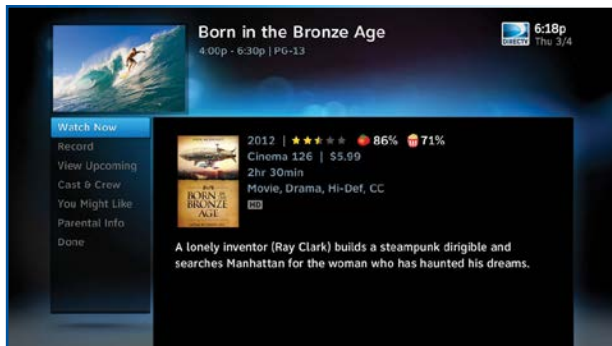 Born in the Bronze Age
4:00p - 6:30p | PG-13
DIRECTV
6:18p
Thu 3/4
Watch Now
Record
View Upcoming
Cast & Crew
You Might Like
Parental Info
Done
2012 | 86% 71%
Cinema 126 | $5.99
2hr 30min
Movie, Drama, Hi-Def, CC
HD
BORN IN THE
BRONZE
AGE
A lonely inventor (Ray Clark) builds a steampunk dirigible and
searches Manhattan for the woman who has haunted his dreams.